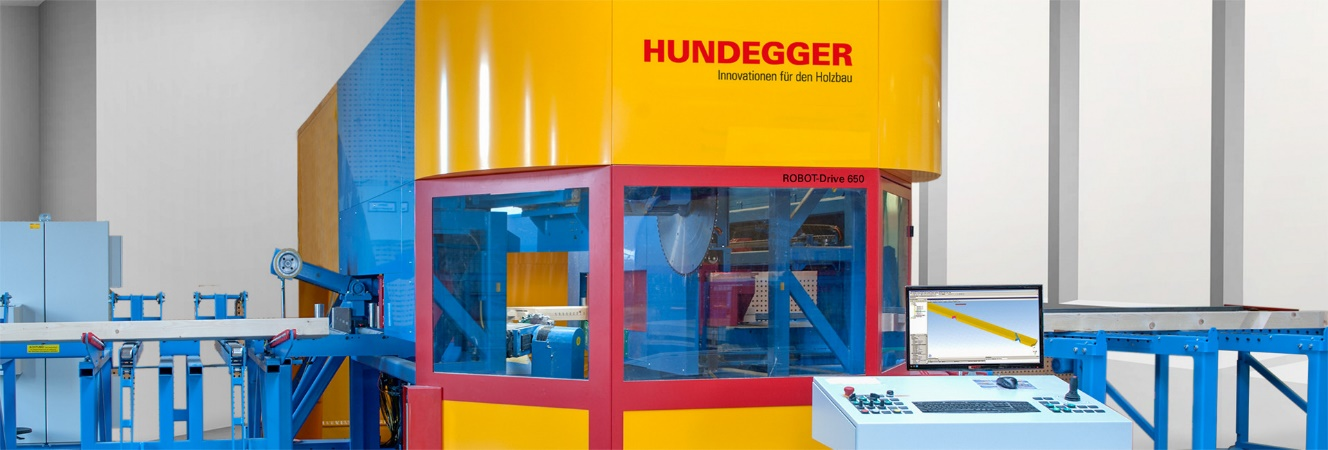 HUNDEGGER
Innovationen für den Holzbau
ROBOT-Drive 650